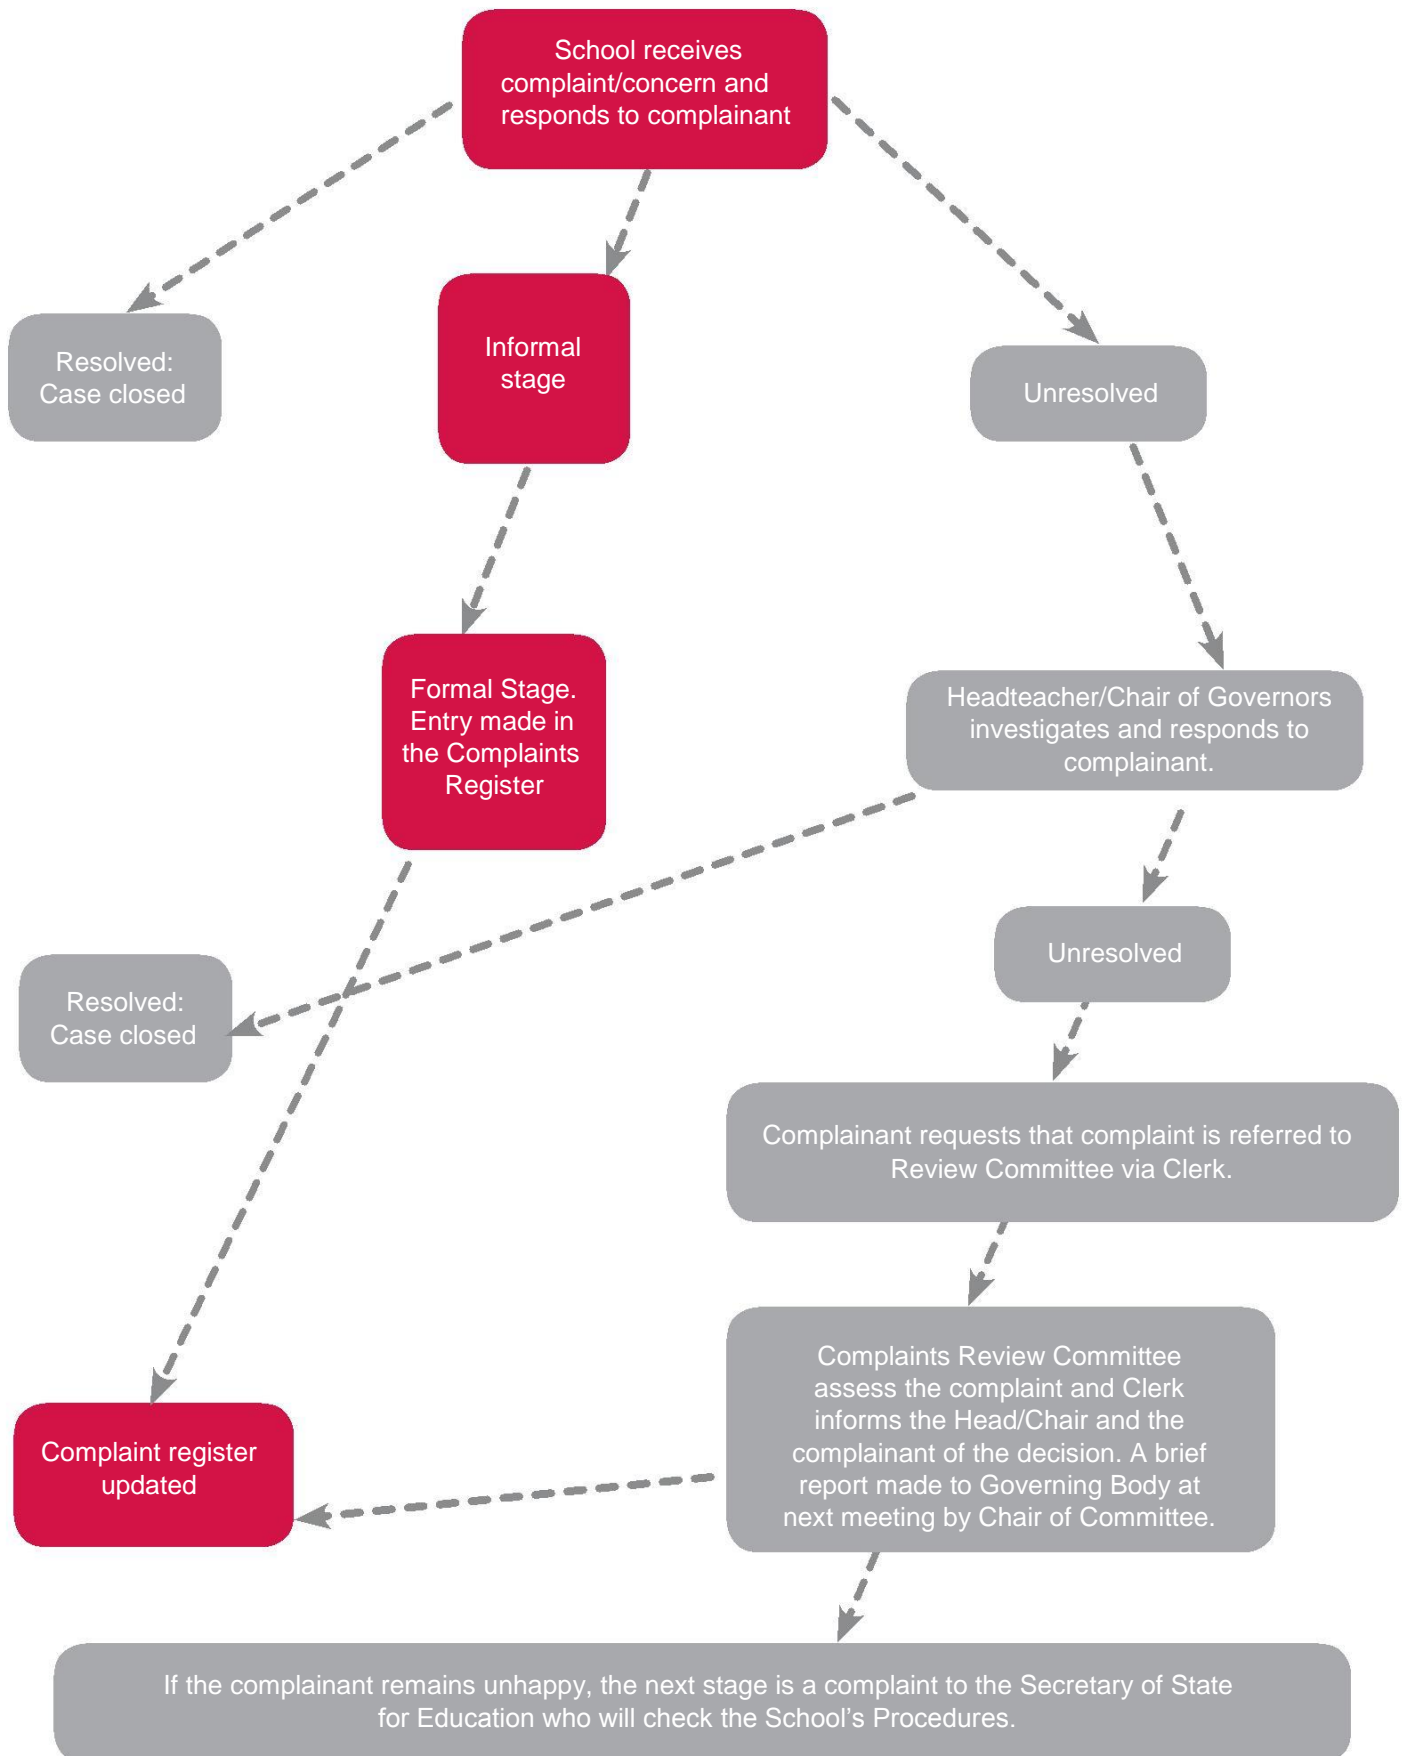 School receives
complaint/concern and
responds to complainant
Resolved:
Case closed
Informal
stage
Unresolved
Formal Stage.
Entry made in
the Complaints
Register
Headteacher/Chair of Governors
investigates and responds to
complainant.
Resolved:
Case closed
Unresolved
Complainant requests that complaint is referred to
Review Committee via Clerk.
Complaints Review Committee
assess the complaint and Clerk
informs the Head/Chair and the
complainant of the decision. A brief
report made to Governing Body at
next meeting by Chair of Committee.
Complaint register
updated
If the complainant remains unhappy, the next stage is a complaint to the Secretary of State
for Education who will check the School’s Procedures.